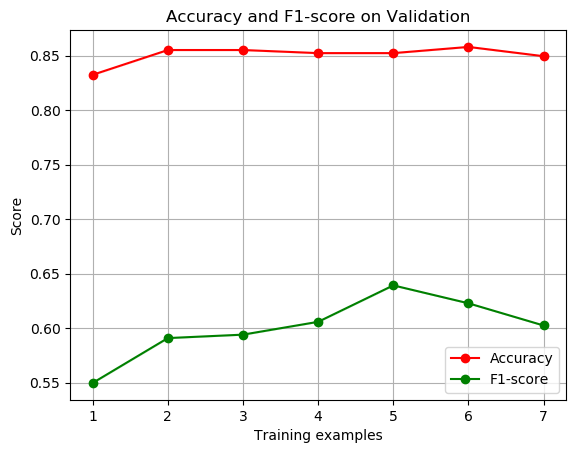 Accuracy and F1-score on Validation
Score
0.85
0.80
0.75
0.70
0.65
0.60
0.55
Accuracy
F1-score
1 2 3 4 5 6 7
Training examples